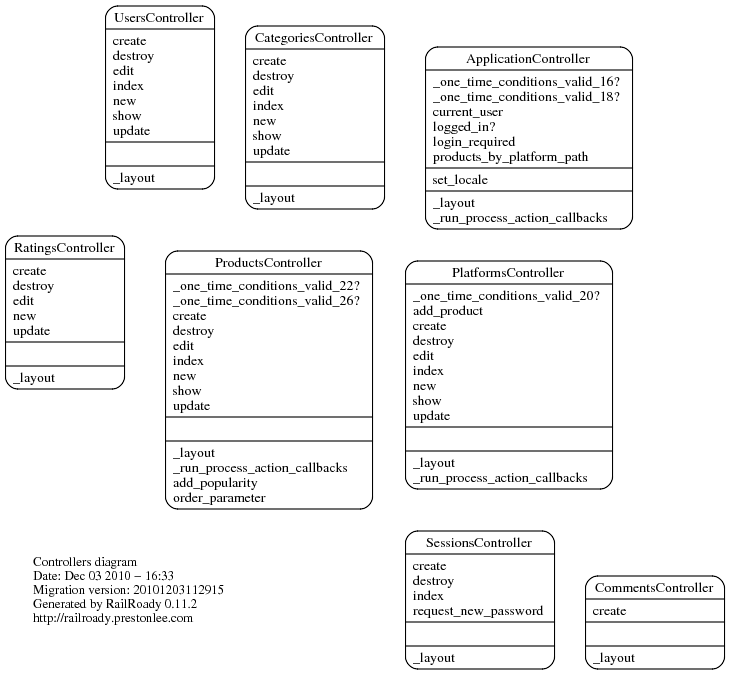 UsersController
create
destroy
edit
index
new
show
update
_layout
CategoriesController
create
destroy
edit
index
new
show
update
_layout
ApplicationController
_one_time_conditions_valid_16?
_one_time_conditions_valid_18?
current_user
logged_in?
login_required
products_by_platform_path
set_locale
_layout
_run_process_action_callbacks
RatingsController
create
destroy
edit
new
update
_layout
ProductsController
_one_time_conditions_valid_22?
_one_time_conditions_valid_26?
create
destroy
edit
index
new
show
update
_layout
_run_process_action_callbacks
add_popularity
order_parameter
PlatformsController
_one_time_conditions_valid_20?
add_product
create
destroy
edit
index
new
show
update
_layout
_run_process_action_callbacks
Controllers diagram
Date: Dec 03 2010 – 16:33
Migration version: 20101203112915
Generated by RailRoady 0.11.2
http://railroady.prestonlee.com
SessionsController
create
destroy
index
request_new_password
_layout
CommentsController
create
_layout